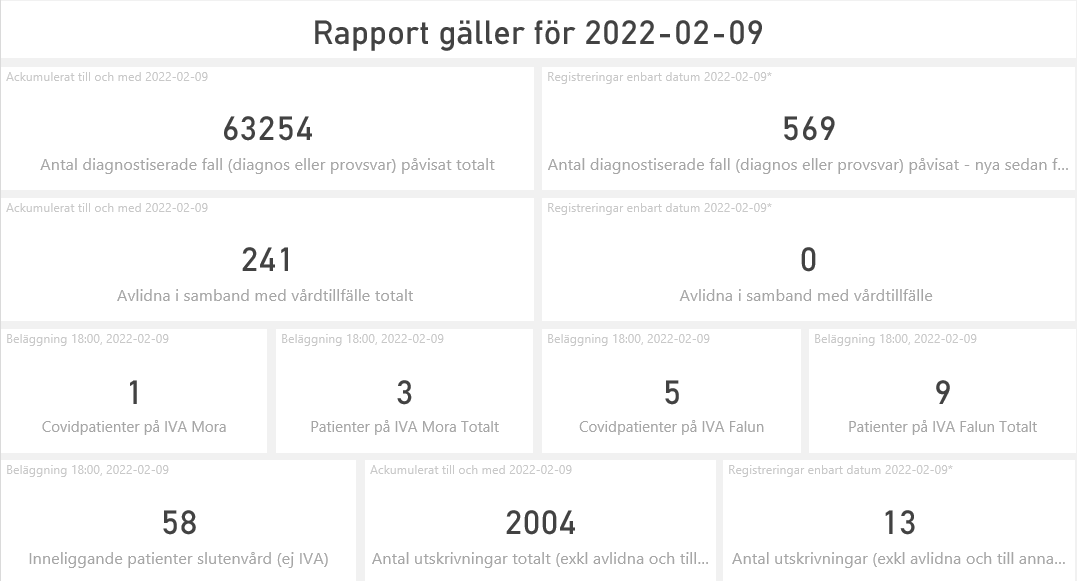 Rapport gäller för 2022-02-09
Ackumulerat till och med 2022-02-09
63254
Antal diagnostiserade fall (diagnos eller provsvar) påvisat totalt
Registreringar enbart datum 2022-02-09*
569
Antal diagnostiserade fall (diagnos eller provsvar) påvisat - nya sedan f...
Ackumulerat till och med 2022-02-09
241
Avlidna i samband med vårdtillfälle totalt
Registreringar enbart datum 2022-02-09*
0
Avlidna i samband med vårdtillfälle
Beläggning 18:00, 2022-02-09
1
Covidpatienter på IVA Mora
Beläggning 18:00, 2022-02-09
3
Patienter på IVA Mora Totalt
Beläggning 18:00, 2022-02-09
5
Covidpatienter på IVA Falun
Beläggning 18:00, 2022-02-09
9
Patienter på IVA Falun Totalt
Beläggning 18:00, 2022-02-09
58
Inneliggande patienter slutenvård (ej IVA)
Ackumulerat till och med 2022-02-09
2004
Antal utskrivningar totalt (exkl avlidna och till...
Registreringar enbart datum 2022-02-09*
13
Antal utskrivningar (exkl avlidna och till anna...